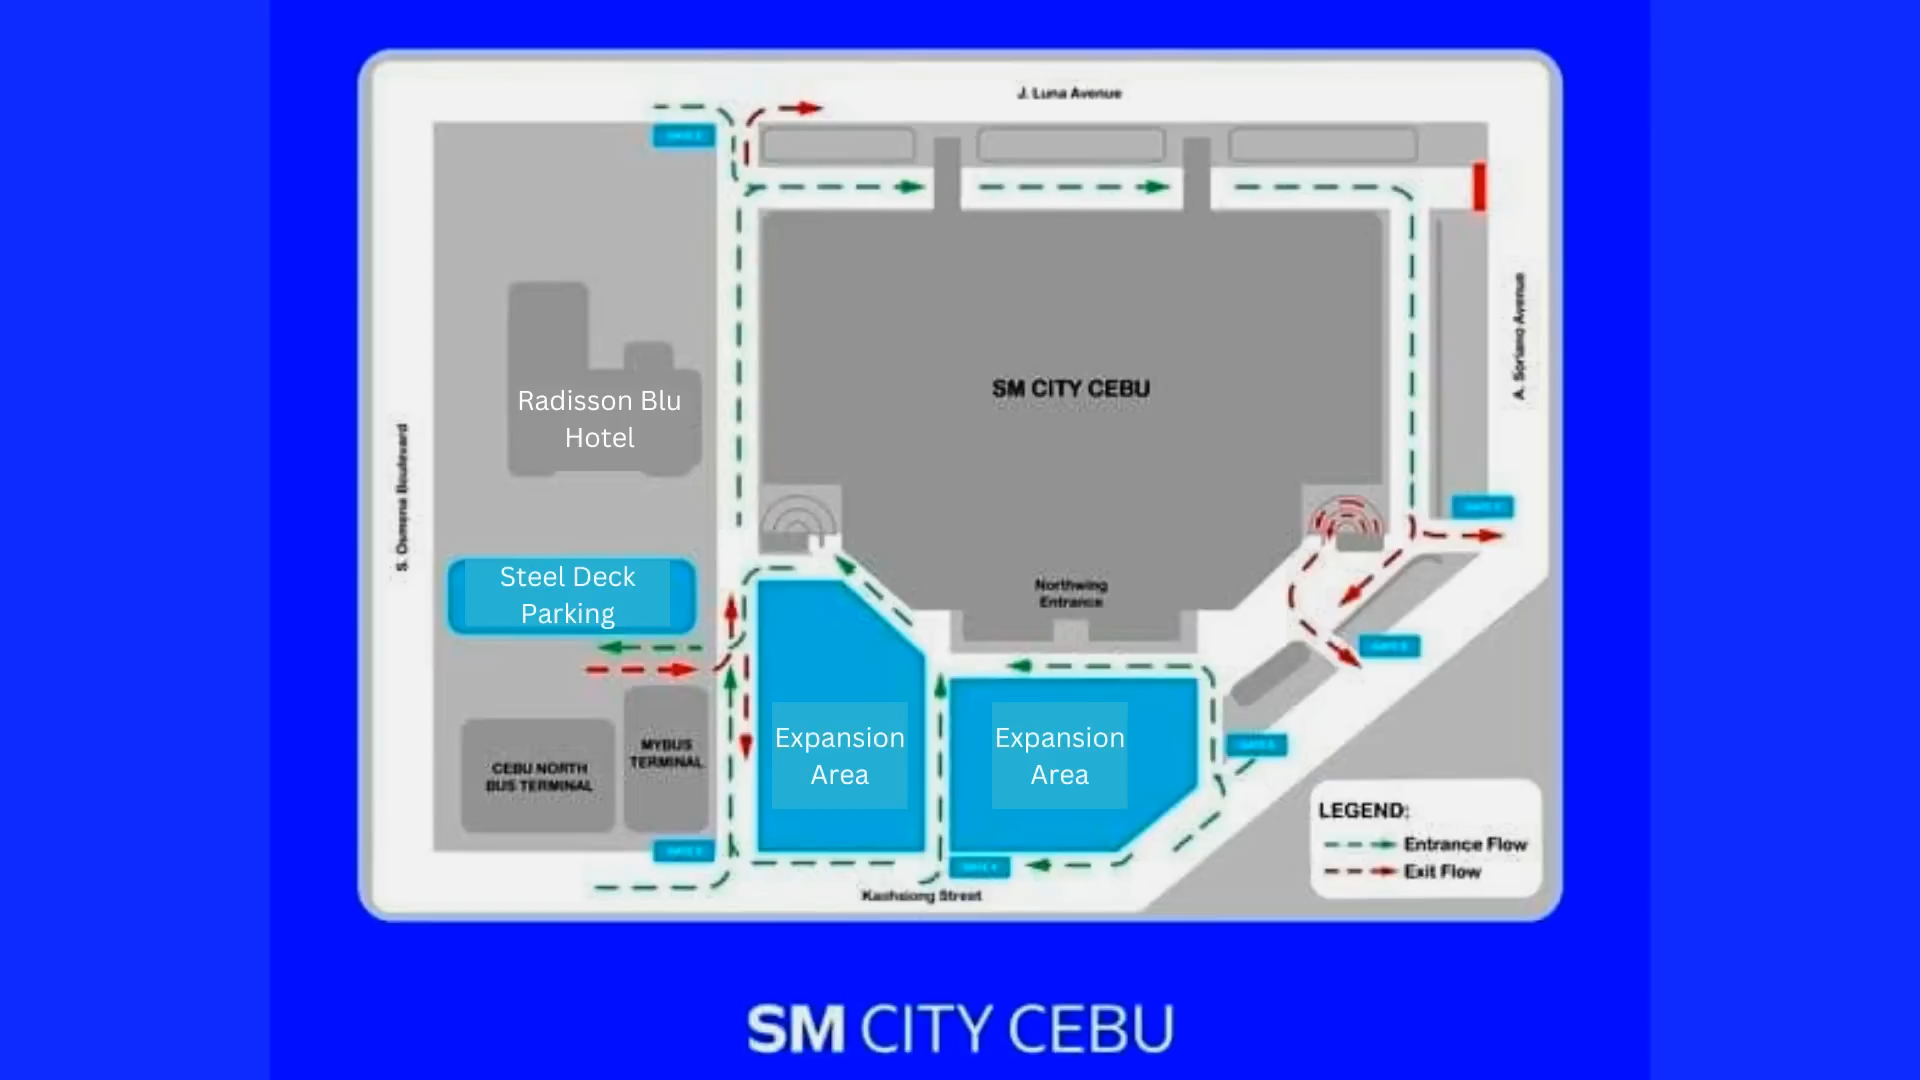 J. Luna Avenue
A. Soriano Avenue
S. Osmena Boulevard
SM CITY CEBU
Radisson Blu
Hotel
Steel Deck
Parking
Northwing
Entrance
Expansion
Area
Expansion
Area
MYBUS
TERMINAL
CEBU NORTH
BUS TERMINAL
LEGEND:
Entrance Flow
Exit Flow
Kaohsiong Street
SM CITY CEBU